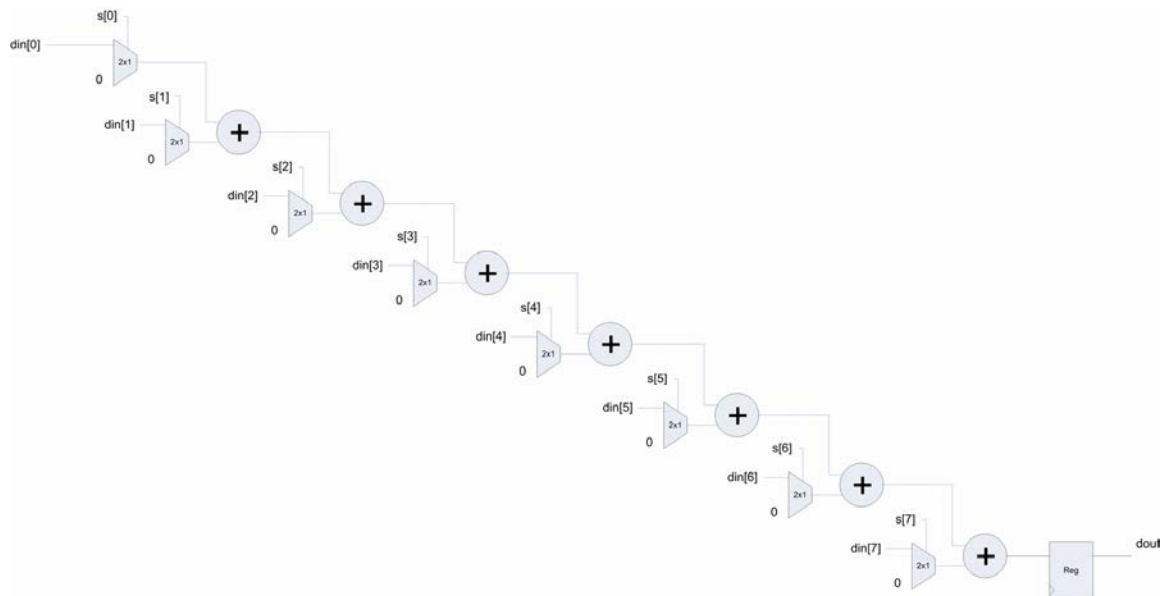 s[0]
din[0]
2x1
0
s[1]
din[1]
2x1
0
+
s[2]
din[2]
2x1
0
+
s[3]
din[3]
2x1
0
+
s[4]
din[4]
2x1
0
+
s[5]
din[5]
2x1
0
+
s[6]
din[6]
2x1
0
+
s[7]
din[7]
2x1
0
+
Reg
dout